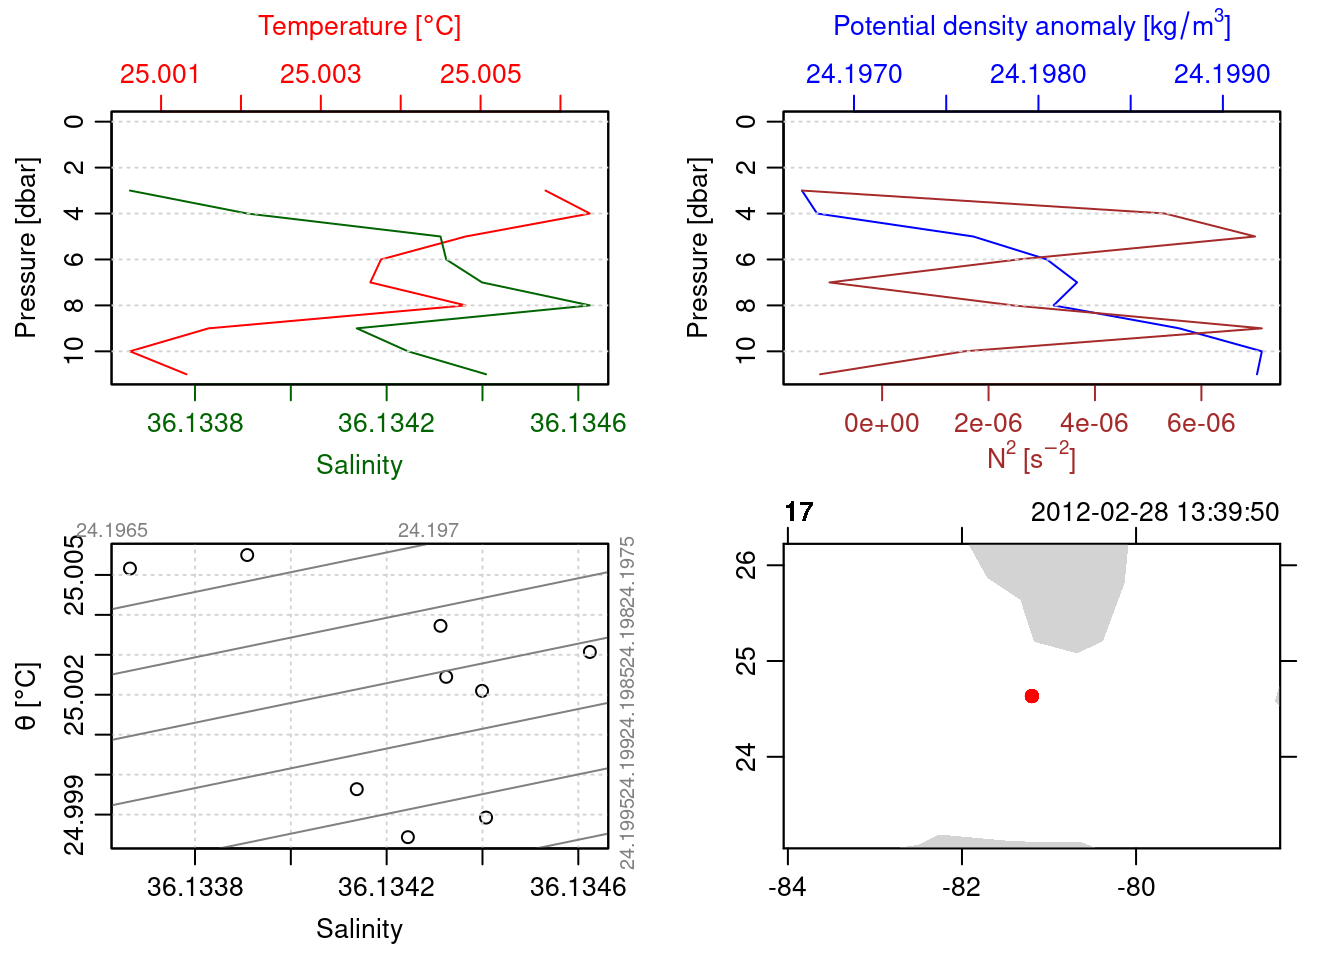 Temperature [°C]
25.001 25.003 25.005
Pressure [dbar]
0
2
4
6
8
10
36.1338 36.1342 36.1346
Salinity
Potential density anomaly [kg/m³]
24.1970 24.1980 24.1990
Pressure [dbar]
0
2
4
6
8
10
0e+00 2e-06 4e-06 6e-06
N² [s⁻²]
24.1965 24.197
24.1975
24.198
24.1985
24.199
24.1995
θ [°C]
25.005
25.002
24.999
36.1338 36.1342 36.1346
Salinity
17 2012-02-28 13:39:50
26
25
24
-84 -82 -80